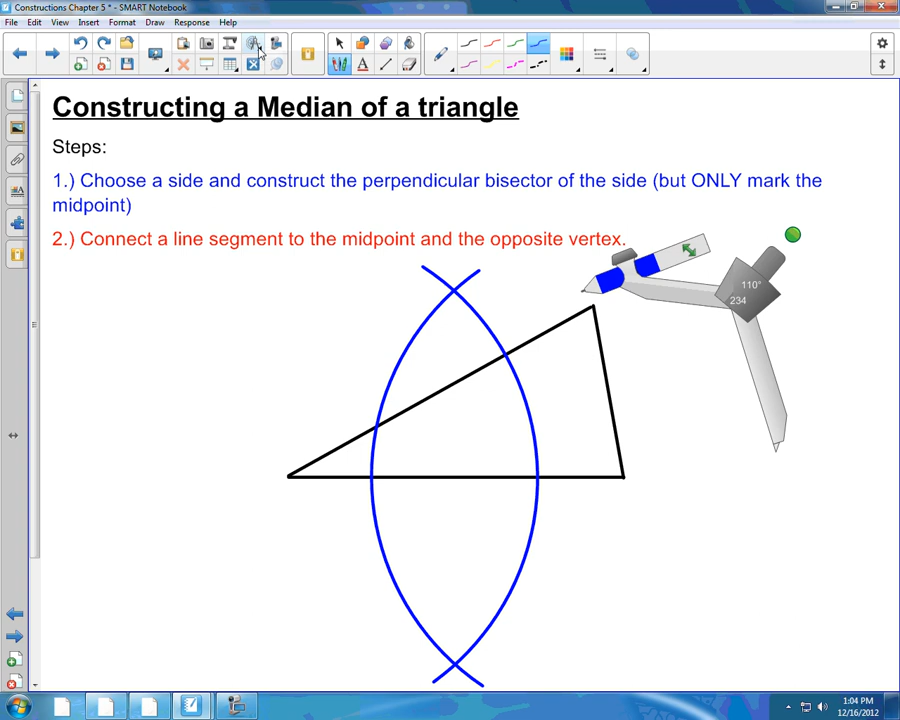 Constructions Chapter 5 * - SMART Notebook
File Edit View Insert Format Draw Response Help
Constructing a Median of a triangle
Steps:
1.) Choose a side and construct the perpendicular bisector of the side (but ONLY mark the
midpoint)
2.) Connect a line segment to the midpoint and the opposite vertex.
110°
234
1:04 PM
12/16/2012